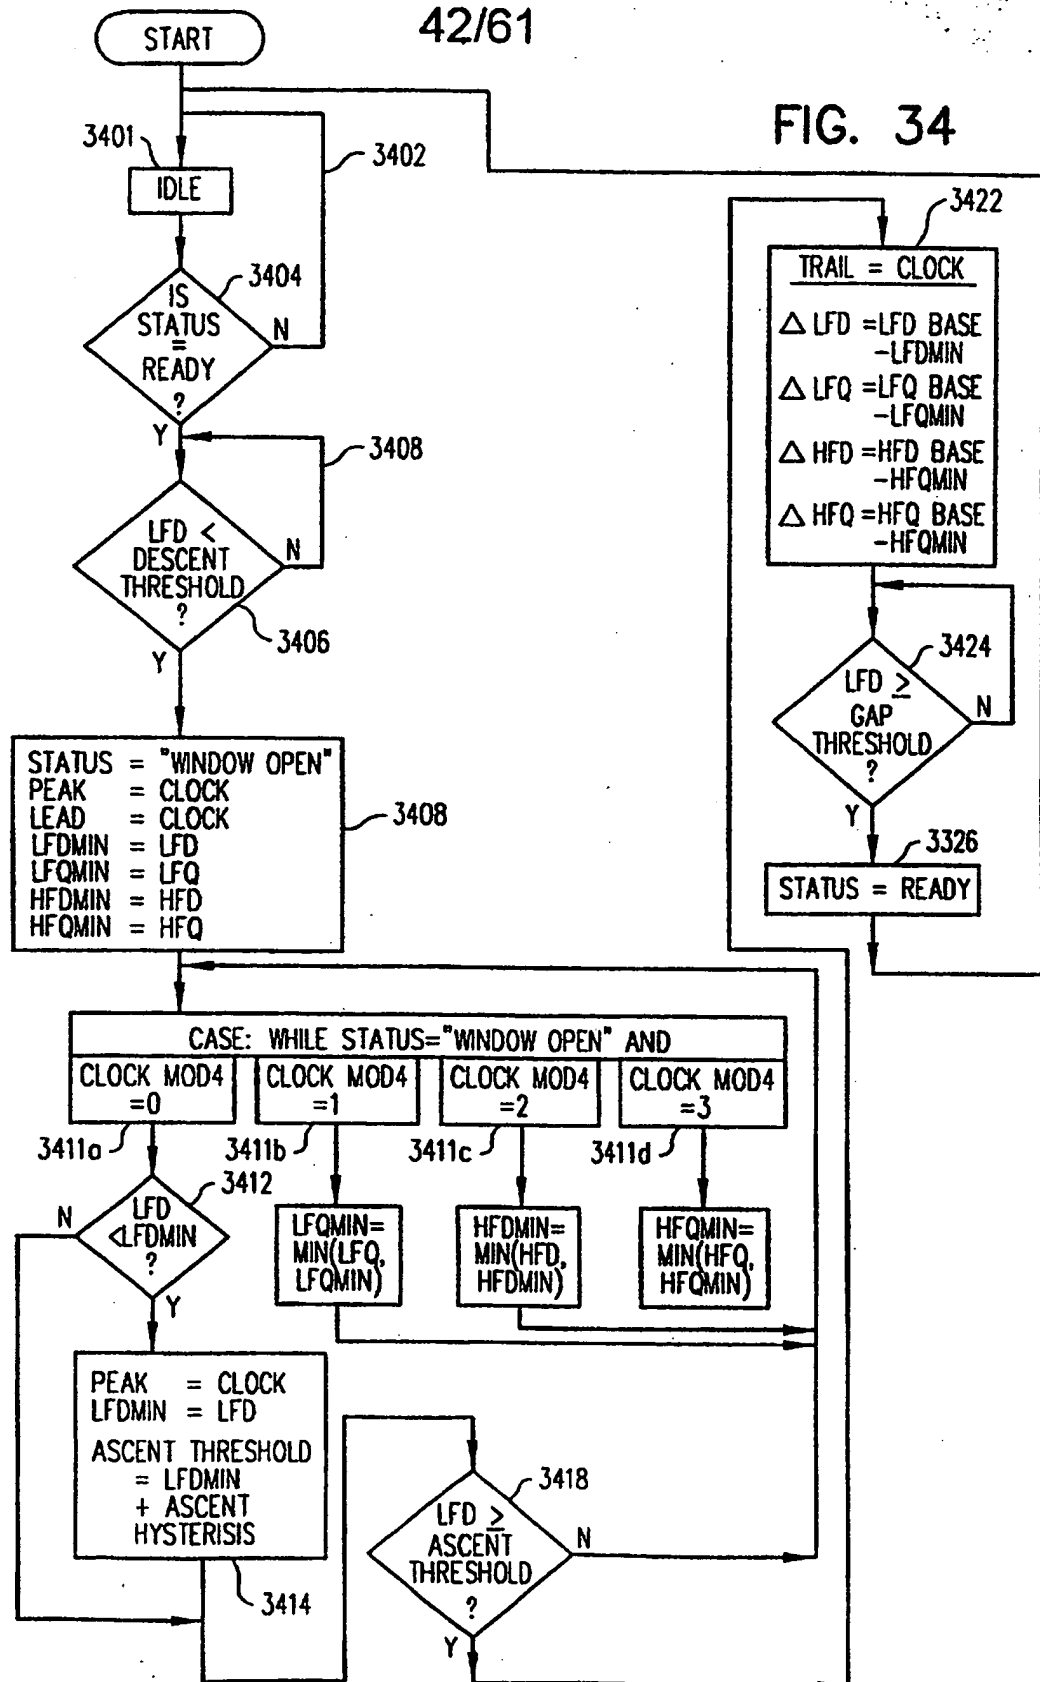 42/61
START
FIG. 34
3401
3402
IDLE
3404
IS
STATUS
=
READY
?
N
Y
3408
LFD <
DESCENT
THRESHOLD
?
N
3406
Y
STATUS = "WINDOW OPEN"
PEAK = CLOCK
LEAD = CLOCK
LFDMIN = LFD
LFQMIN = LFQ
HFDMIN = HFD
HFQMIN = HFQ
3408
CASE: WHILE STATUS="WINDOW OPEN" AND
CLOCK MOD4
=0
CLOCK MOD4
=1
CLOCK MOD4
=2
CLOCK MOD4
=3
3411a
3411b
3411c
3411d
3412
LFD
<LFDMIN
?
N
Y
LFQMIN=
MIN(LFQ,
LFQMIN)
HFDMIN=
MIN(HFD,
HFDMIN)
HFQMIN=
MIN(HFQ,
HFQMIN)
PEAK = CLOCK
LFDMIN = LFD
ASCENT THRESHOLD
= LFDMIN
+ ASCENT
HYSTERISIS
3414
3418
LFD ≥
ASCENT
THRESHOLD
?
N
Y
3422
TRAIL = CLOCK
△ LFD =LFD BASE
-LFDMIN
△ LFQ =LFQ BASE
-LFQMIN
△ HFD =HFD BASE
-HFQMIN
△ HFQ =HFQ BASE
-HFQMIN
3424
LFD ≥
GAP
THRESHOLD
?
N
Y
3326
STATUS = READY